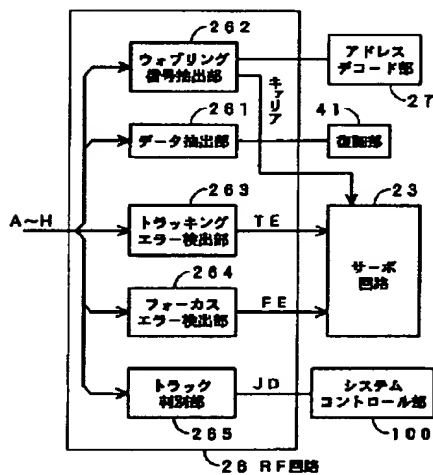 262
ウォブリング
信号抽出部
アドレス
デコード部
27
キャリア
261
データ抽出部
41
復調部
263
23
A~H
トラッキング
エラー検出部
TE
サーボ
回路
264
フォーカス
エラー検出部
FE
トラック
判別部
JD
システム
コントロール部
265
100
26 RF回路